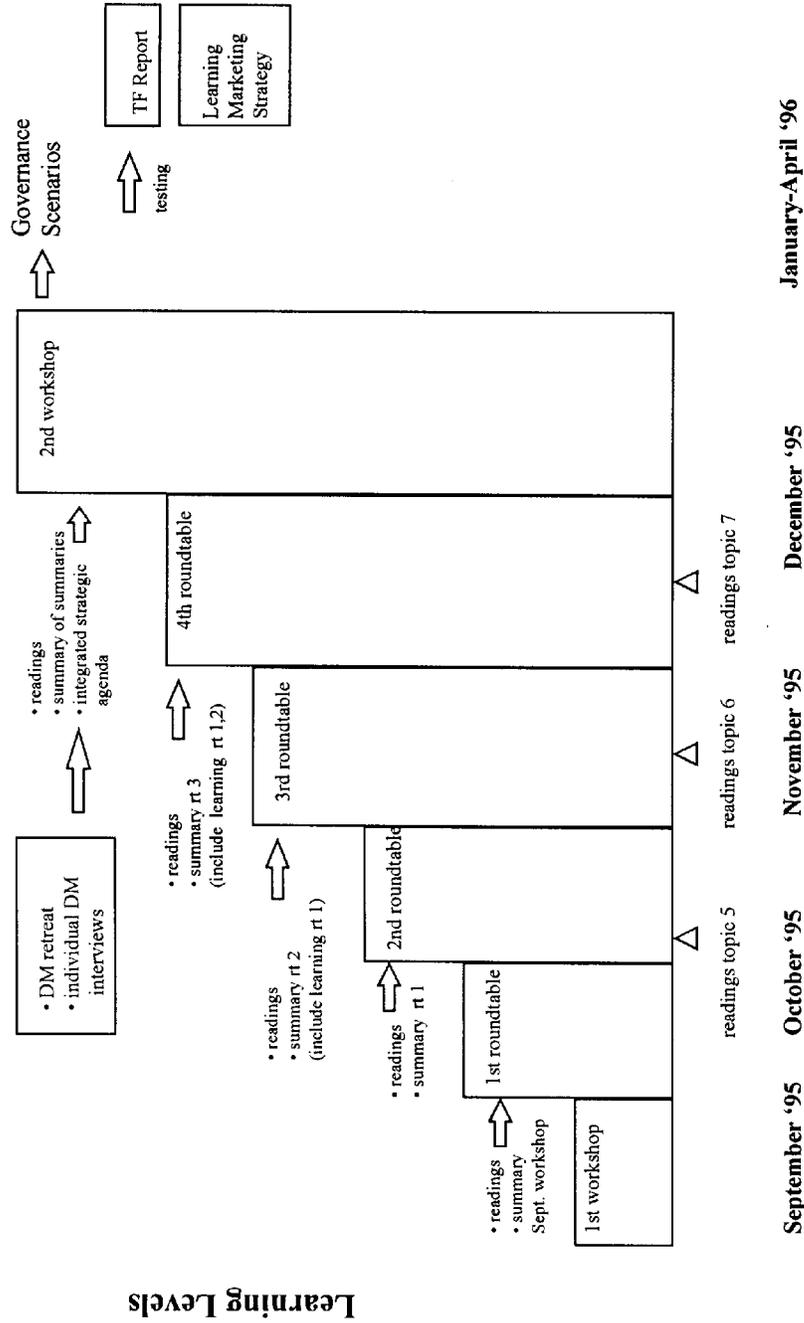 Learning Levels
• DM retreat
• individual DM
interviews
• readings
• summary of summaries
• integrated strategic
agenda
Governance
Scenarios
TF Report
testing
Learning
Marketing
Strategy
2nd workshop
• readings
• summary rt 3
(include learning rt 1,2)
4th roundtable
• readings
• summary rt 2
(include learning rt 1)
3rd roundtable
• readings
• summary rt 1
2nd roundtable
• readings
• summary
Sept. workshop
1st roundtable
1st workshop
readings topic 5
readings topic 6
readings topic 7
September ‘95
October ‘95
November ‘95
December ‘95
January-April ‘96